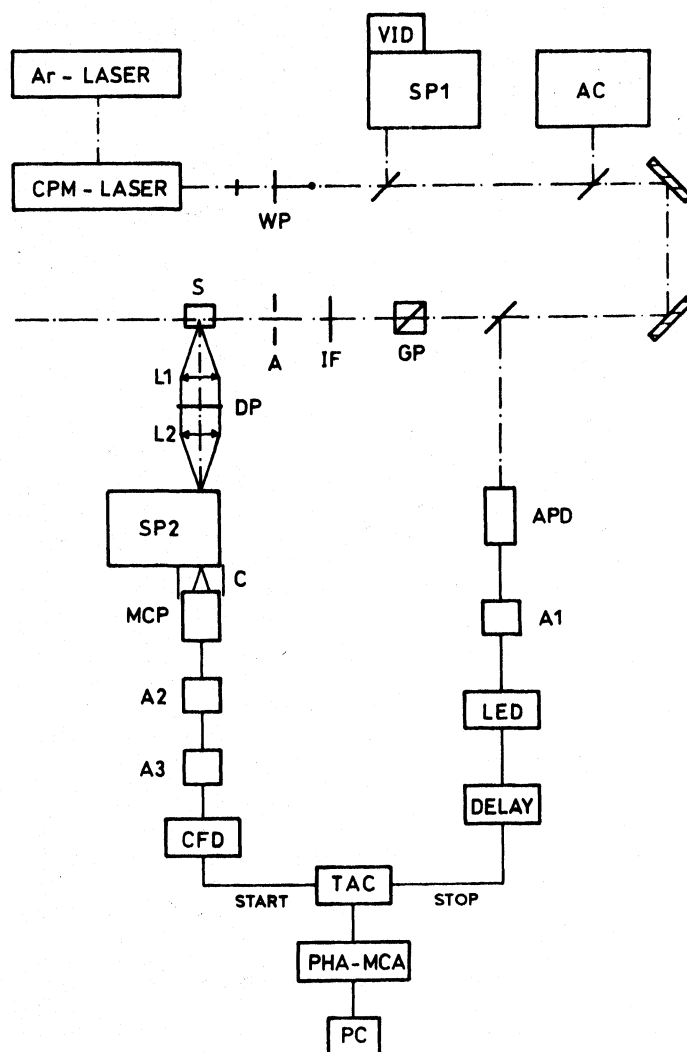 VID
Ar - LASER
SP1
AC
CPM - LASER
WP
S
A
IF
GP
L1
DP
L2
SP2
APD
C
MCP
A1
A2
LED
A3
DELAY
CFD
TAC
START
STOP
PHA-MCA
PC